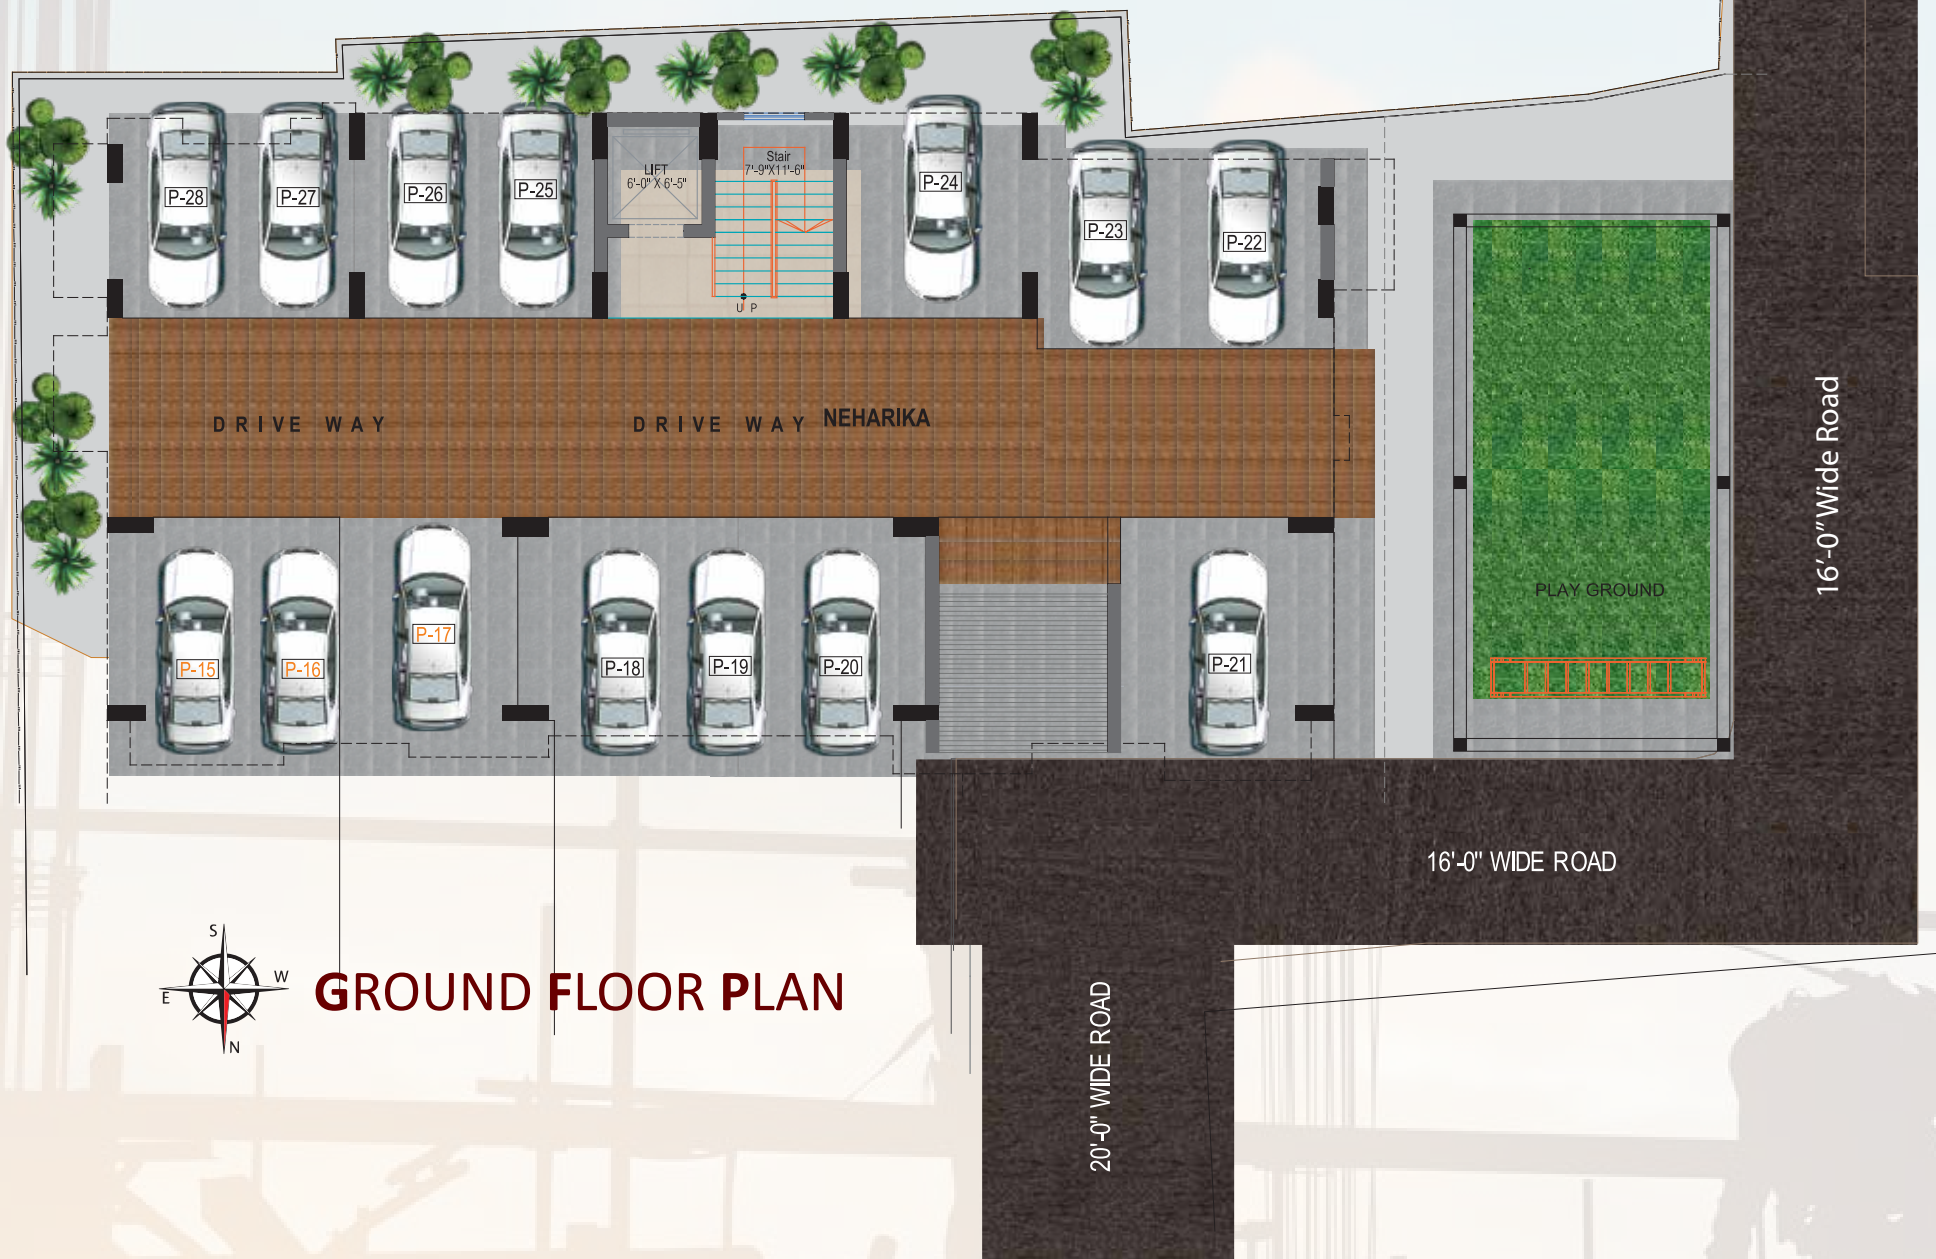 P-28
P-27
P-26
P-25
LIFT
6'-0" X 6'-5"
Stair
7'-9"X11'-6"
U P
P-24
P-23
P-22
DRIVE WAY
DRIVE WAY
NEHARIKA
P-15
P-16
P-17
P-18
P-19
P-20
P-21
PLAY GROUND
16'-0" Wide Road
16'-0" WIDE ROAD
20'-0" WIDE ROAD
S
W
E
N
GROUND FLOOR PLAN